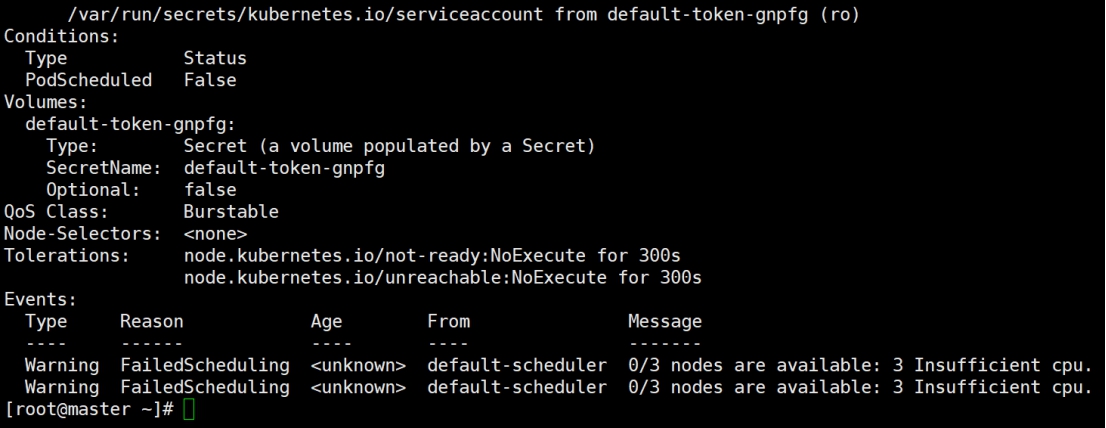 /var/run/secrets/kubernetes.io/serviceaccount from default-token-gnpfg (ro)
Conditions:
  Type           Status
  PodScheduled   False
Volumes:
  default-token-gnpfg:
    Type:        Secret (a volume populated by a Secret)
    SecretName:  default-token-gnpfg
    Optional:    false
QoS Class:       Burstable
Node-Selectors:  <none>
Tolerations:     node.kubernetes.io/not-ready:NoExecute for 300s
                 node.kubernetes.io/unreachable:NoExecute for 300s
Events:
  Type     Reason            Age        From               Message
  ----     ------            ----       ----               -------
  Warning  FailedScheduling  <unknown>  default-scheduler  0/3 nodes are available: 3 Insufficient cpu.
  Warning  FailedScheduling  <unknown>  default-scheduler  0/3 nodes are available: 3 Insufficient cpu.
[root@master ~]#